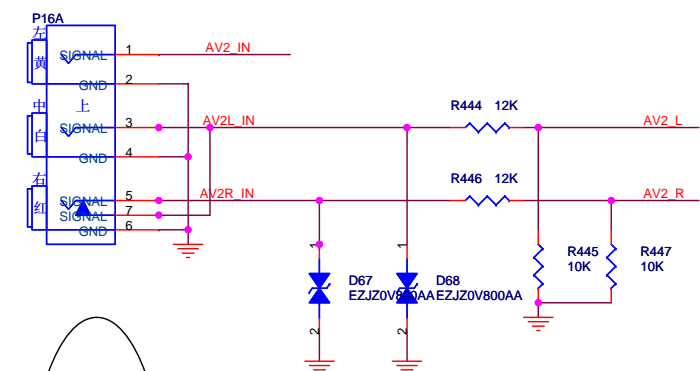 P16A
左
黄
SIGNAL
1
AV2_IN
GND
2
中
上
白
SIGNAL
3
AV2L_IN
R444 12K
AV2_L
GND
4
右
红
SIGNAL
5
AV2R_IN
R446 12K
AV2_R
SIGNAL
7
GND
6
1
1
D67
EZJZ0V800AA
D68
EZJZ0V800AA
R445
10K
R447
10K
2
2